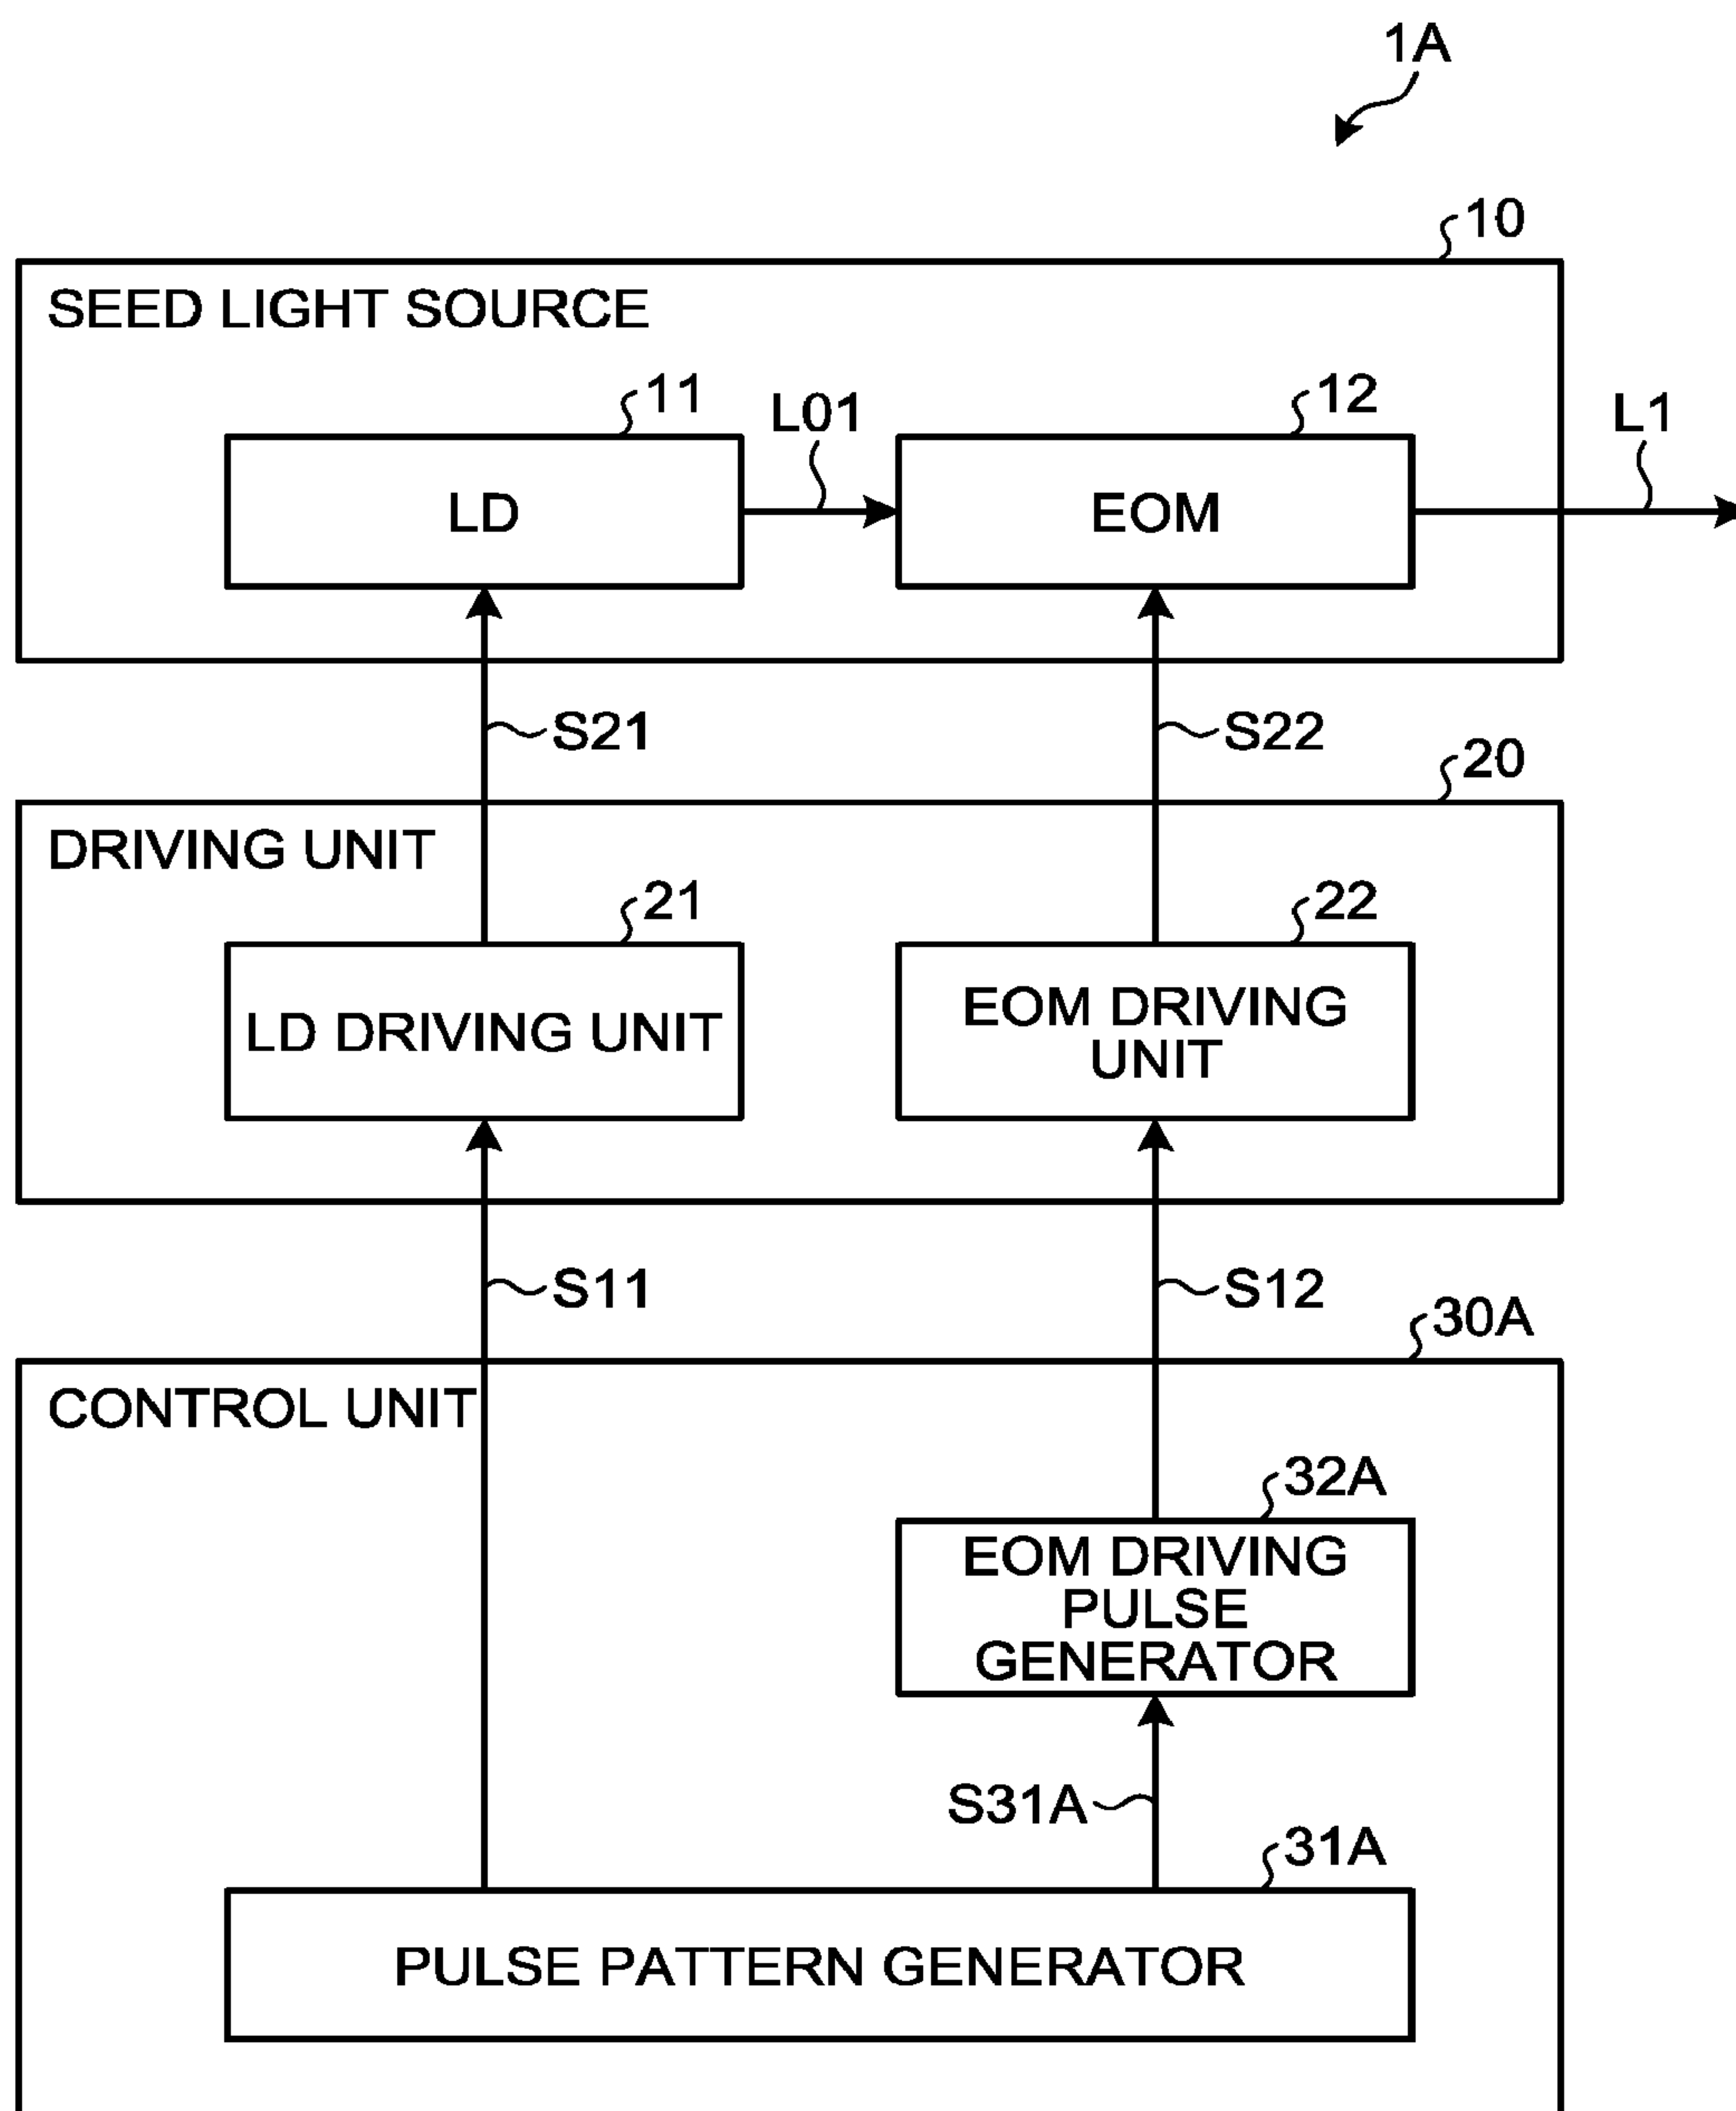 1A
10
SEED LIGHT SOURCE
11
L01
12
L1
LD
EOM
S21
S22
20
DRIVING UNIT
21
22
LD DRIVING UNIT
EOM DRIVING
UNIT
S11
S12
30A
CONTROL UNIT
32A
EOM DRIVING
PULSE
GENERATOR
S31A
31A
PULSE PATTERN GENERATOR